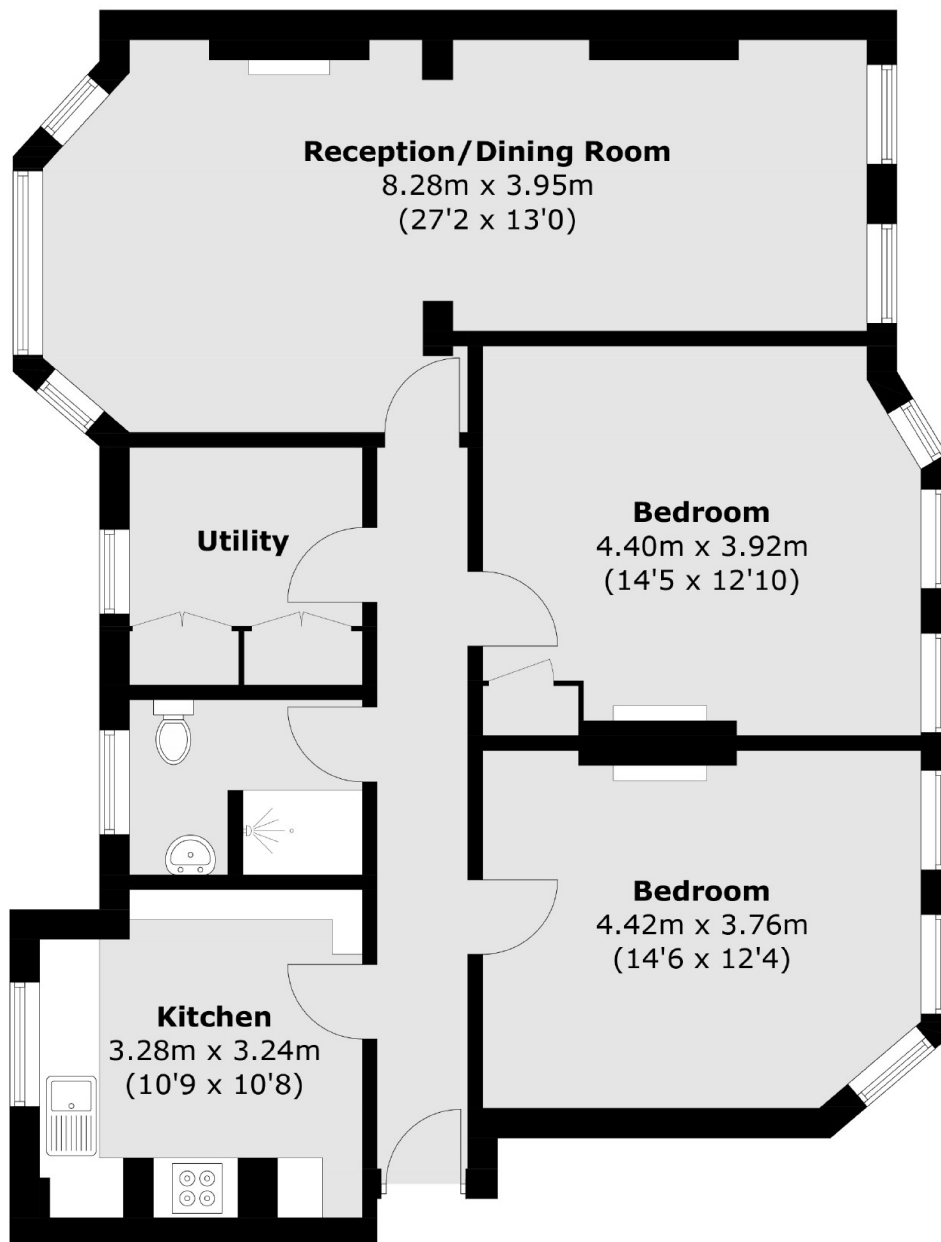 Reception/Dining Room
8.28m x 3.95m
(27'2 x 13'0)
Utility
Bedroom
4.40m x 3.92m
(14'5 x 12'10)
Bedroom
4.42m x 3.76m
(14'6 x 12'4)
Kitchen
3.28m x 3.24m
(10'9 x 10'8)